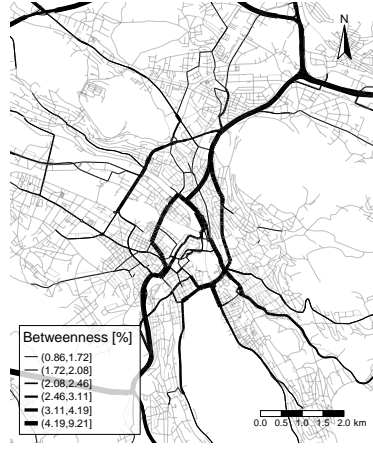 N
Betweenness [%]
(0.86,1.72]
(1.72,2.08]
(2.08,2.46]
(2.46,3.11]
(3.11,4.19]
(4.19,9.21]
0.0 0.5 1.0 1.5 2.0 km